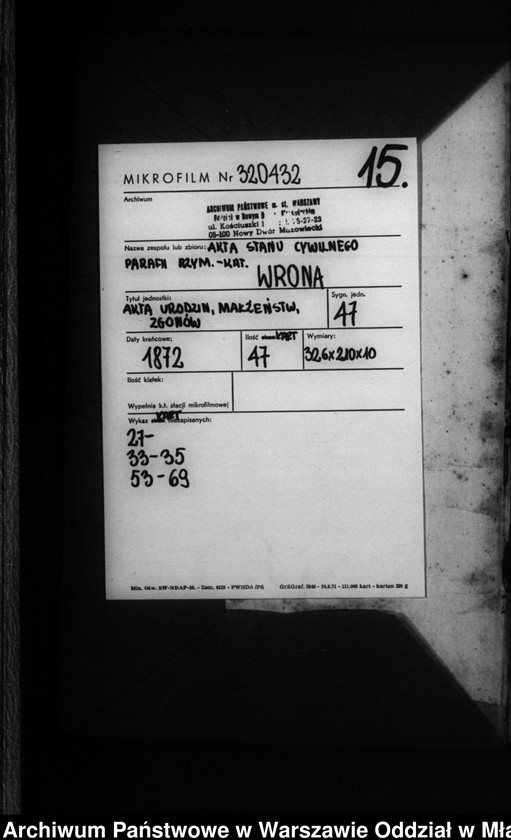 15.
MIKROFILM Nr 320432
Archiwum
ARCHIWUM PAŃSTWOWE m. st. WARSZAWY
ul. Kościuszki
05-100 Nowy Dwór Mazowiecki
Nazwa zespołu lub zbioru: AKTA STANU CYWILNEGO
PARAFII RZYM.-KAT.
WRONA
Tytuł jednostki:
AKTA URODZIN, MAŁŻEŃSTW,
ZGONÓW
Sygn. jedn.
47
Daty krańcowe;
1872
Ilość KART
47
Wymiary:
326x210x10
Ilość klatek:
Wypełnia k.t. stacji mikrofilmowej
Wykaz KART niezapisanych:
27-
33-35
53-69
Archiwum Państwowe w Warszawie Oddział w Mła